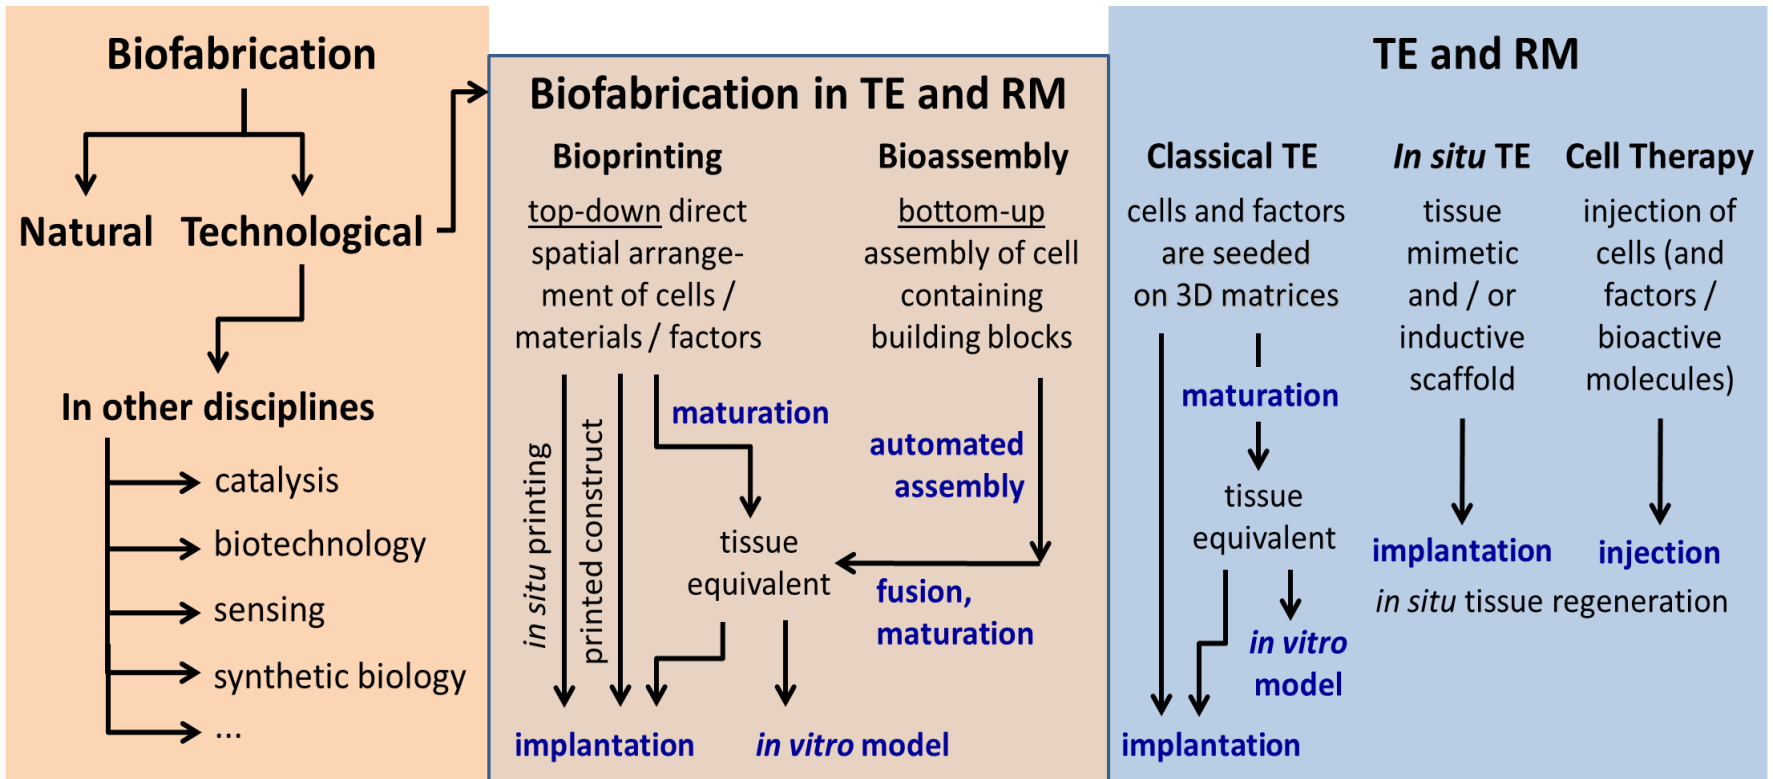 Biofabrication
Natural
Technological
In other disciplines
catalysis
biotechnology
sensing
synthetic biology
...
Biofabrication in TE and RM
Bioprinting
top-down direct
spatial arrange-
ment of cells /
materials / factors
in situ printing
printed construct
maturation
tissue
equivalent
implantation
in vitro model
Bioassembly
bottom-up
assembly of cell
containing
building blocks
automated
assembly
fusion,
maturation
TE and RM
Classical TE
cells and factors
are seeded
on 3D matrices
maturation
tissue
equivalent
in vitro
model
implantation
In situ TE
tissue
mimetic
and / or
inductive
scaffold
implantation
Cell Therapy
injection of
cells (and
factors /
bioactive
molecules)
injection
in situ tissue regeneration